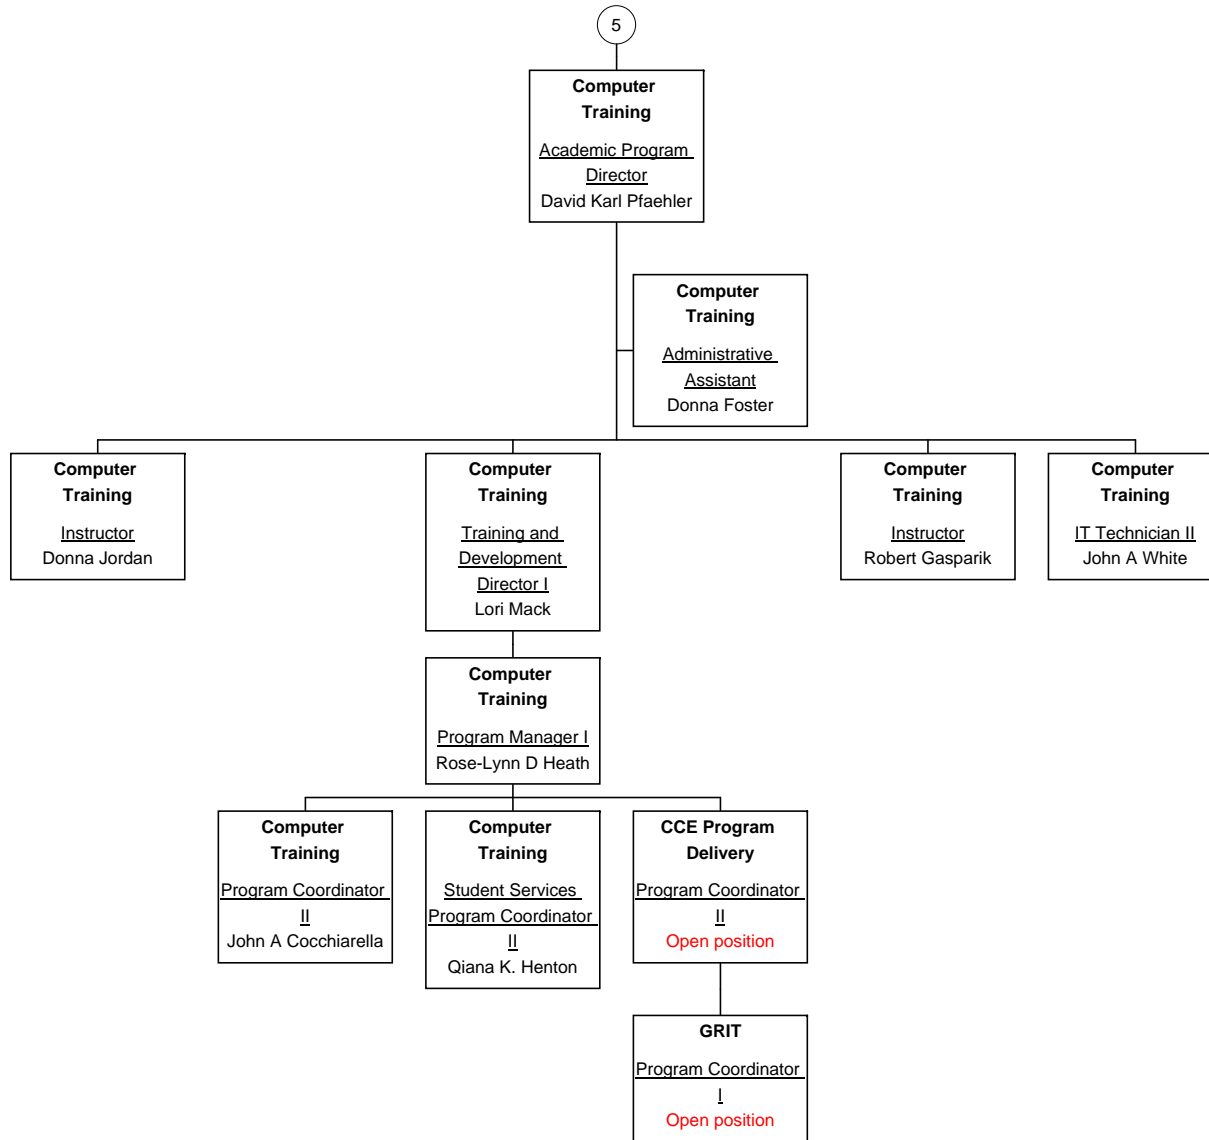 5
Computer
Training
Academic Program
Director
David Karl Pfaehler
Computer
Training
Administrative
Assistant
Donna Foster
Computer
Training
Instructor
Donna Jordan
Computer
Training
Training and
Development
Director I
Lori Mack
Computer
Training
Instructor
Robert Gasparik
Computer
Training
IT Technician II
John A White
Computer
Training
Program Manager I
Rose-Lynn D Heath
Computer
Training
Program Coordinator
II
John A Cocchiarella
Computer
Training
Student Services
Program Coordinator
II
Qiana K. Henton
CCE Program
Delivery
Program Coordinator
II
Open position
GRIT
Program Coordinator
I
Open position